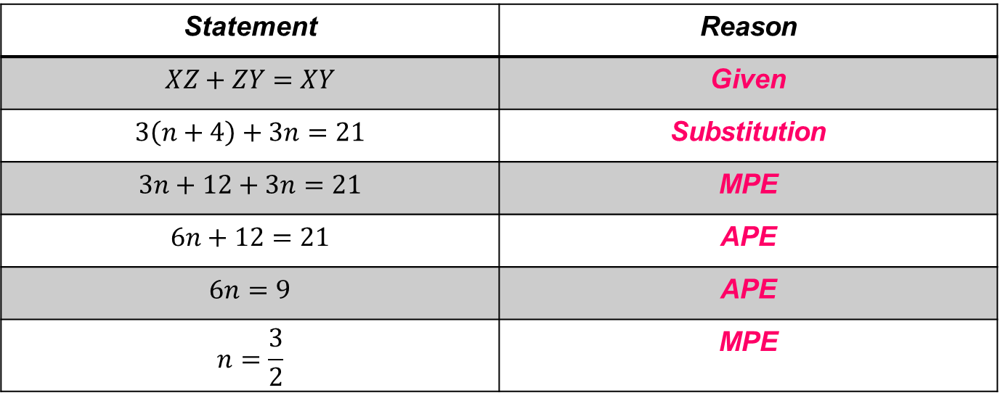 Statement Reason
XZ + ZY = XY Given
3(n + 4) + 3n = 21 Substitution
3n + 12 + 3n = 21 MPE
6n + 12 = 21 APE
6n = 9 APE
n = 3/2 MPE